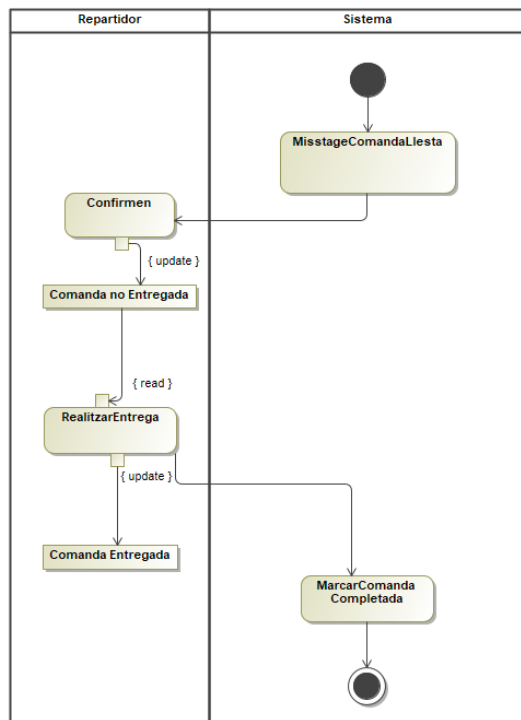 Repartidor
Sistema
MisstageComandaLlesta
Confirmen
{ update }
Comanda no Entregada
{ read }
RealitzarEntrega
{ update }
Comanda Entregada
MarcarComanda
Completada